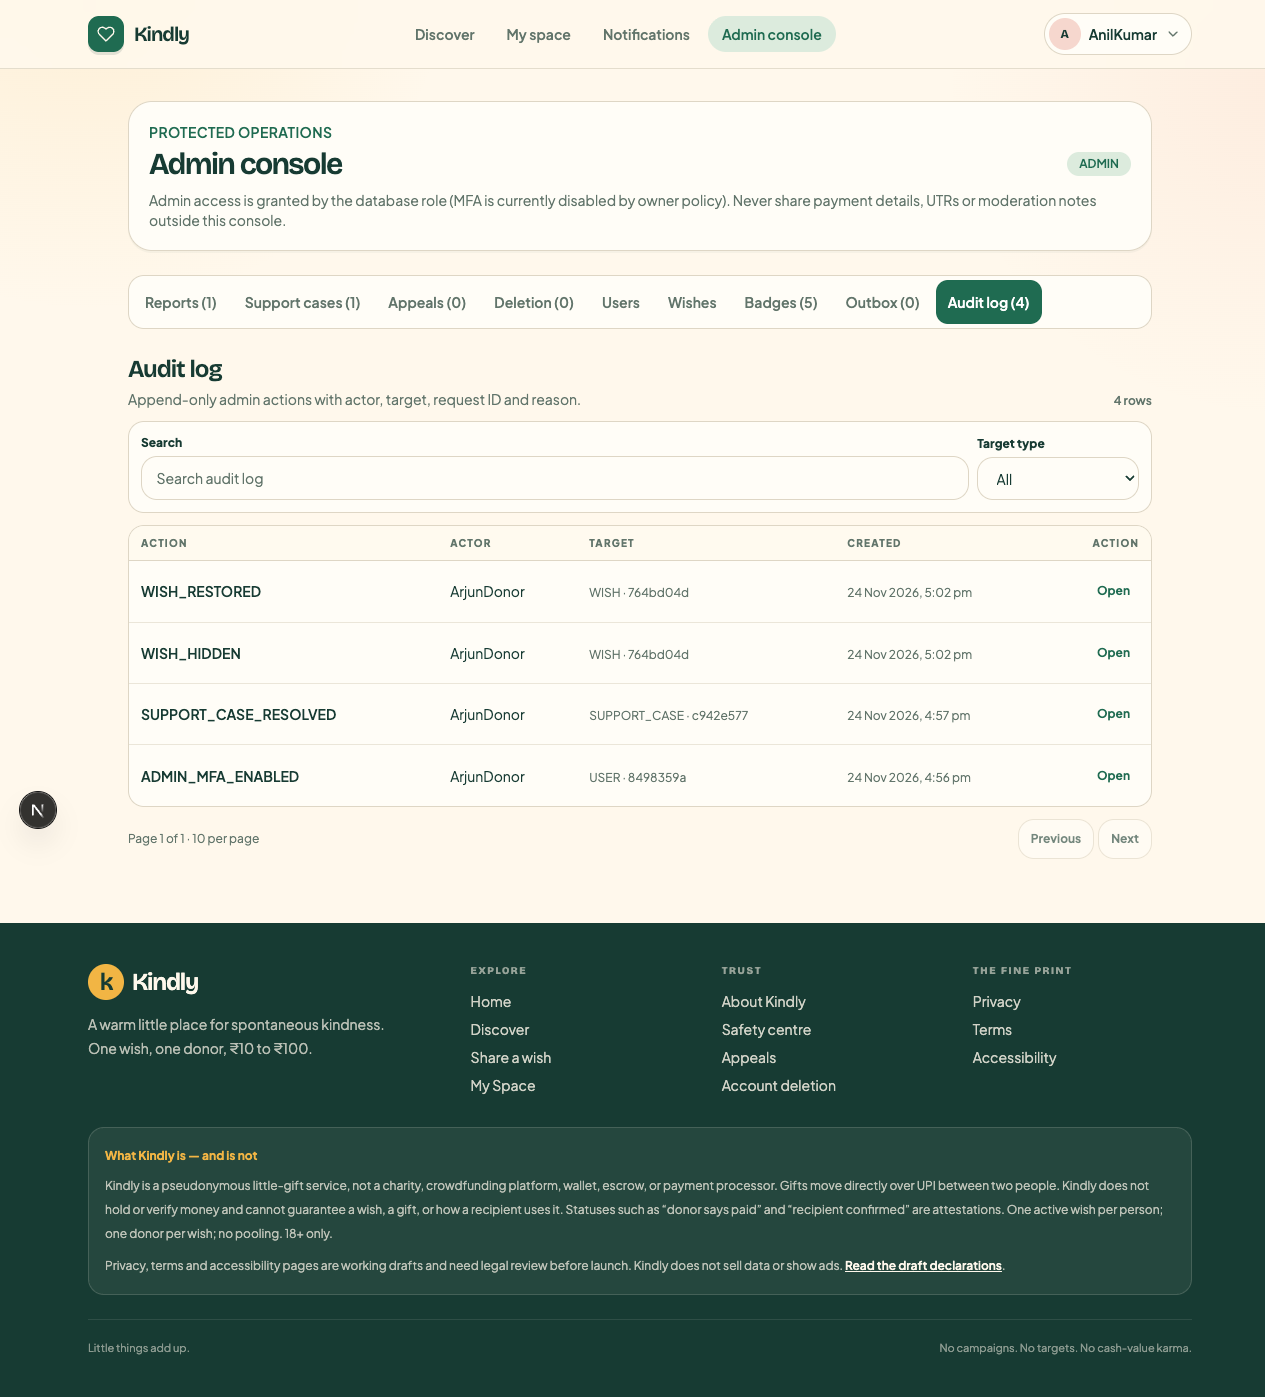 Kindly
Discover
My space
Notifications
Admin console
A
AnilKumar
PROTECTED OPERATIONS
Admin console
ADMIN
Admin access is granted by the database role (MFA is currently disabled by owner policy). Never share payment details, UTRs or moderation notes
outside this console.
Reports (1)
Support cases (1)
Appeals (0)
Deletion (0)
Users
Wishes
Badges (5)
Outbox (0)
Audit log (4)
Audit log
Append-only admin actions with actor, target, request ID and reason.
4 rows
Search
Target type
Search audit log
All
ACTION ACTOR TARGET CREATED ACTION
WISH_RESTORED ArjunDonor WISH · 764bd04d 24 Nov 2026, 5:02 pm Open
WISH_HIDDEN ArjunDonor WISH · 764bd04d 24 Nov 2026, 5:02 pm Open
SUPPORT_CASE_RESOLVED ArjunDonor SUPPORT_CASE · c942e577 24 Nov 2026, 4:57 pm Open
ADMIN_MFA_ENABLED ArjunDonor USER · 8498359a 24 Nov 2026, 4:56 pm Open
N
Page 1 of 1 · 10 per page
Previous
Next
k
Kindly
A warm little place for spontaneous kindness.
One wish, one donor, ₹10 to ₹100.
EXPLORE
Home
Discover
Share a wish
My Space
TRUST
About Kindly
Safety centre
Appeals
Account deletion
THE FINE PRINT
Privacy
Terms
Accessibility
What Kindly is — and is not
Kindly is a pseudonymous little-gift service, not a charity, crowdfunding platform, wallet, escrow, or payment processor. Gifts move directly over UPI between two people. Kindly does not
hold or verify money and cannot guarantee a wish, a gift, or how a recipient uses it. Statuses such as “donor says paid” and “recipient confirmed” are attestations. One active wish per person;
one donor per wish; no pooling. 18+ only.
Privacy, terms and accessibility pages are working drafts and need legal review before launch. Kindly does not sell data or show ads. Read the draft declarations.
Little things add up.
No campaigns. No targets. No cash-value karma.